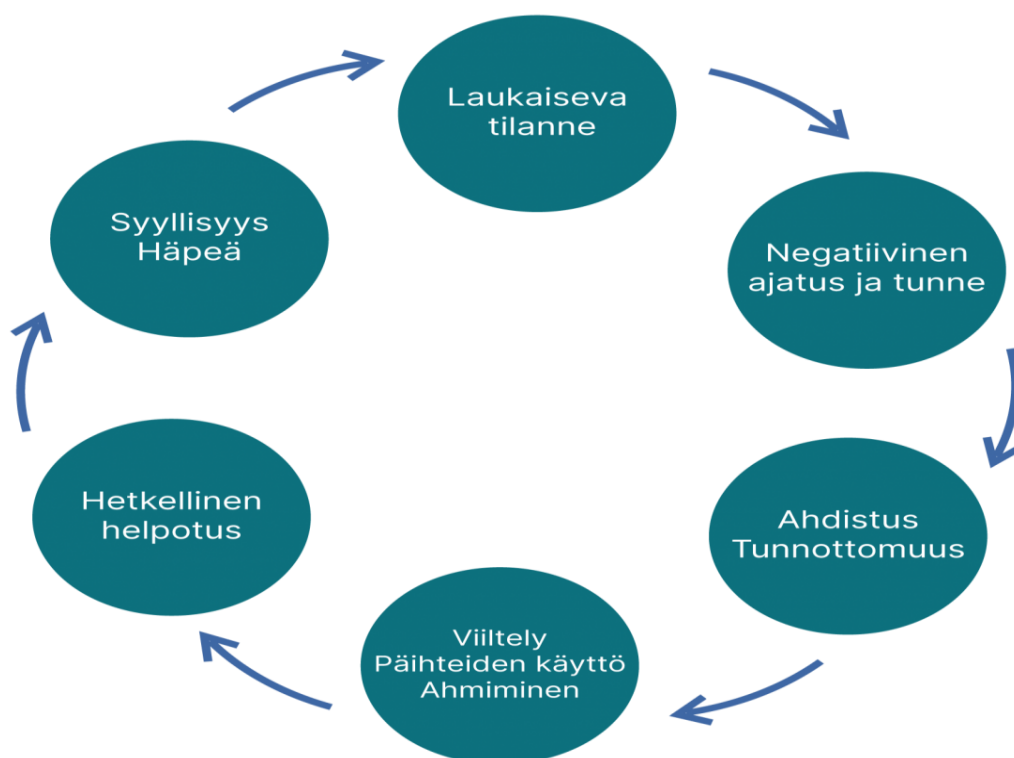 Laukaiseva
tilanne
Negatiivinen
ajatus ja tunne
Ahdistus
Tunnottomuus
Viiltely
Päihteiden käyttö
Ahmiminen
Hetkellinen
helpotus
Syyllisyys
Häpeä